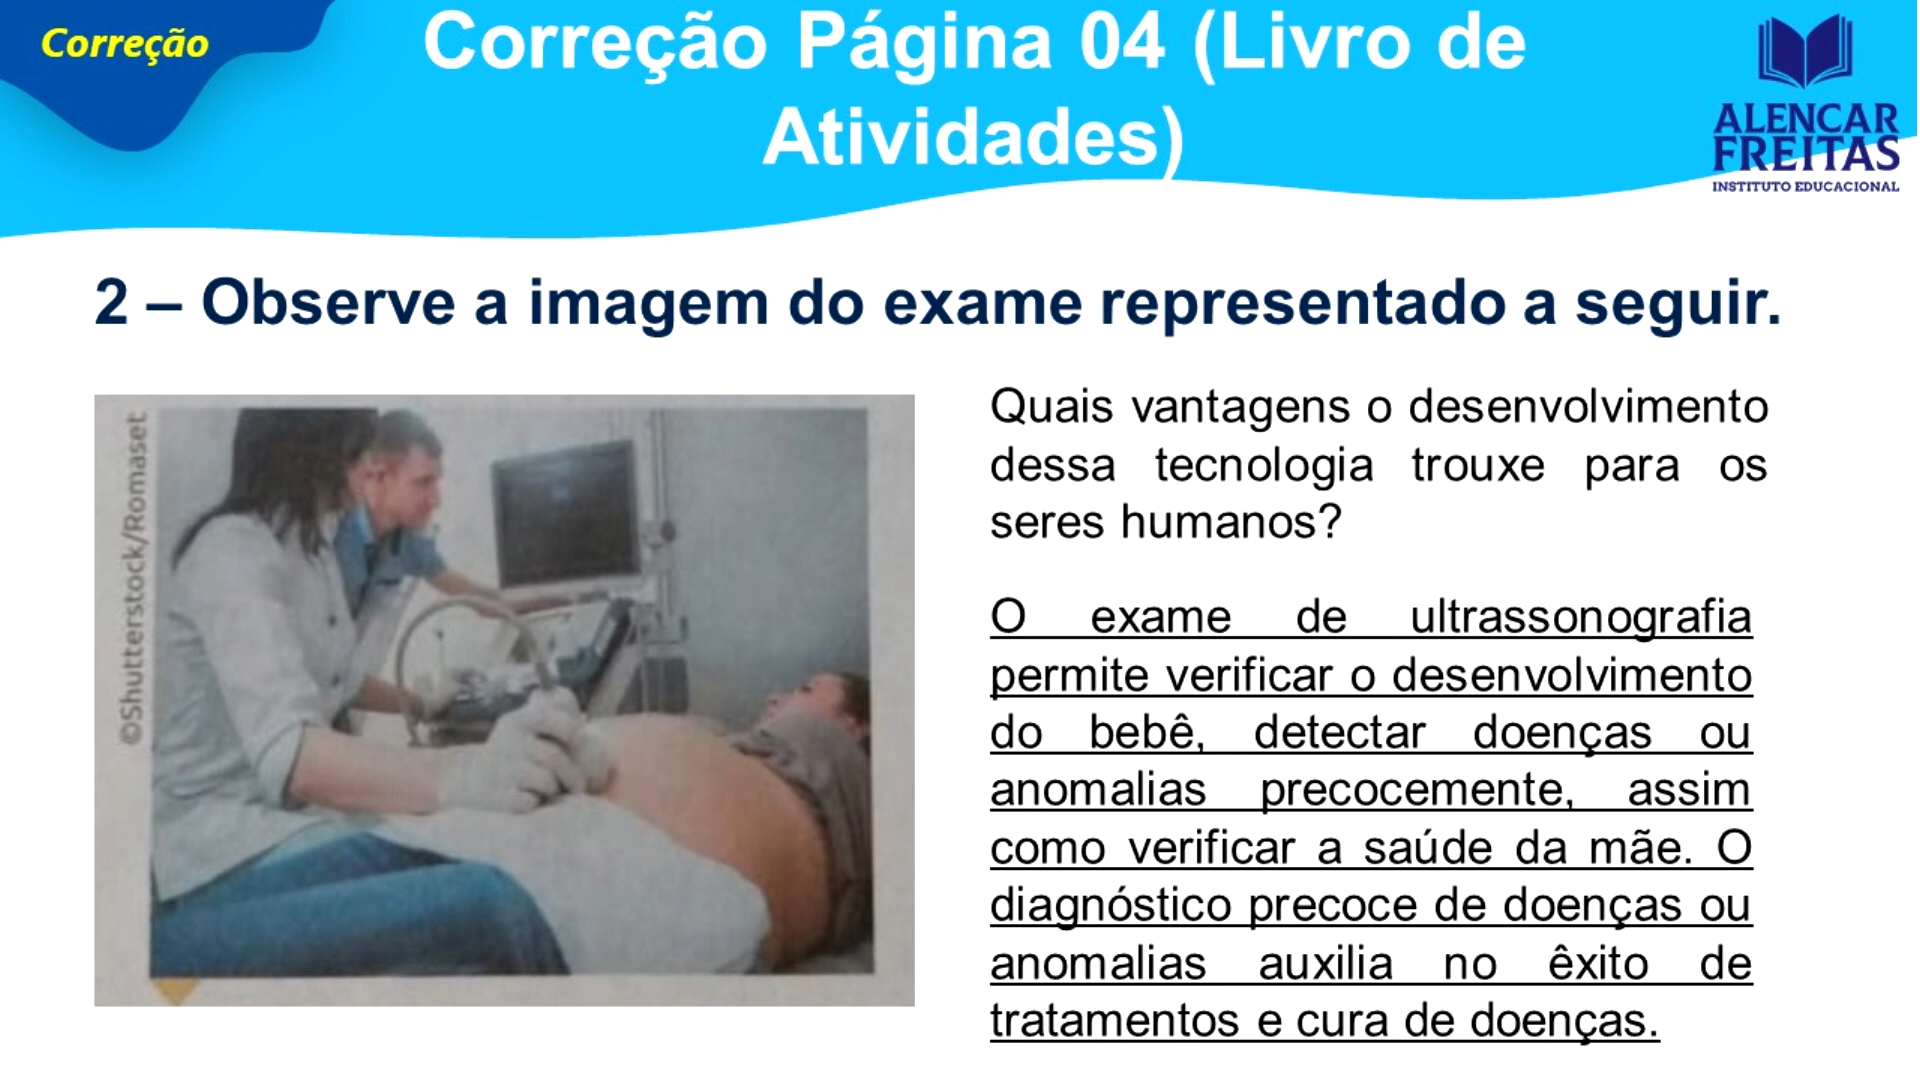 Correção
Correção Página 04 (Livro de
Atividades)
ALENCAR
FREITAS
INSTITUTO EDUCACIONAL
2 – Observe a imagem do exame representado a seguir.
©Shutterstock/Romaset
Quais vantagens o desenvolvimento
dessa tecnologia trouxe para os
seres humanos?
O exame de ultrassonografia
permite verificar o desenvolvimento
do bebê, detectar doenças ou
anomalias precocemente, assim
como verificar a saúde da mãe. O
diagnóstico precoce de doenças ou
anomalias auxilia no êxito de
tratamentos e cura de doenças.